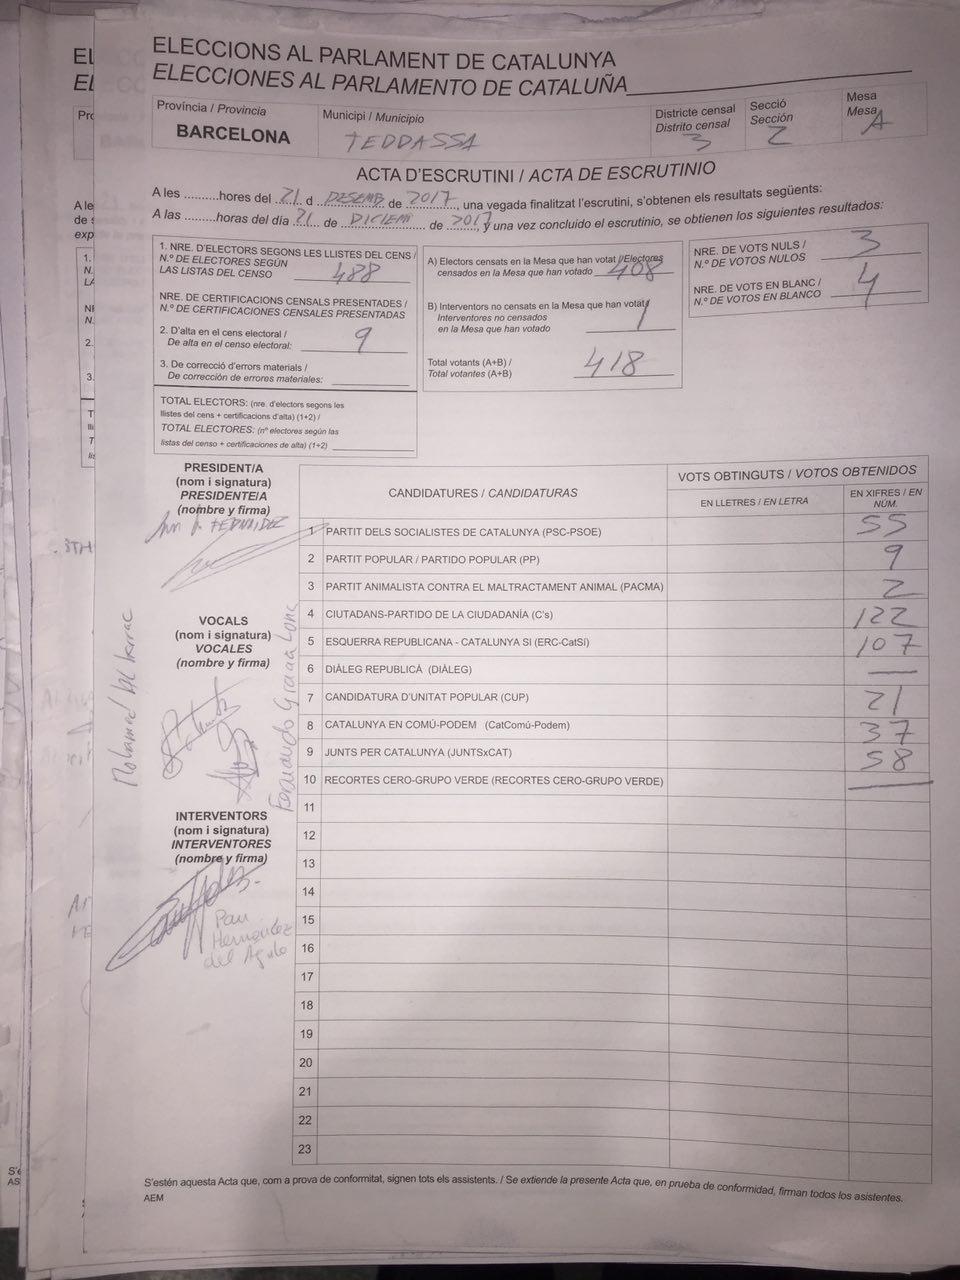 ELECCIONS AL PARLAMENT DE CATALUNYA
ELECCIONES AL PARLAMENTO DE CATALUÑA
Província / Provincia
BARCELONA
Municipi / Municipio
TEDDASSA
Districte censal
Distrito censal
3
Secció
Sección
2
Mesa
Mesa
A
ACTA D'ESCRUTINI / ACTA DE ESCRUTINIO
A les .........hores del 21 d DESEMB de 2017, una vegada finalitzat l'escrutini, s'obtenen els resultats següents:
A las .........horas del día 21 de DICIEM de 2017, y una vez concluido el escrutinio, se obtienen los siguientes resultados:
1. NRE. D'ELECTORS SEGONS LES LLISTES DEL CENS /
N.º DE ELECTORES SEGÚN
LAS LISTAS DEL CENSO 488
NRE. DE CERTIFICACIONS CENSALS PRESENTADES /
N.º DE CERTIFICACIONES CENSALES PRESENTADAS
2. D'alta en el cens electoral /
De alta en el censo electoral: 9
3. De correcció d'errors materials /
De corrección de errores materiales:
TOTAL ELECTORS: (nre. d'electors segons les
llistes del cens + certificacions d'alta) (1+2) /
TOTAL ELECTORES: (nº electores según las
listas del censo + certificaciones de alta) (1+2)
A) Electors censats en la Mesa que han votat / Electores
censados en la Mesa que han votado 408
B) Interventors no censats en la Mesa que han votat /
Interventores no censados
en la Mesa que han votado 1
Total votants (A+B) /
Total votantes (A+B) 418
NRE. DE VOTS NULS /
N.º DE VOTOS NULOS 3
NRE. DE VOTS EN BLANC /
N.º DE VOTOS EN BLANCO 4
PRESIDENT/A
(nom i signatura)
PRESIDENTE/A
(nombre y firma)
FERNANDEZ
VOCALS
(nom i signatura)
VOCALES
(nombre y firma)
Mohamed
Fernando Gracia
INTERVENTORS
(nom i signatura)
INTERVENTORES
(nombre y firma)
Pau
Hernández
del Agulo
CANDIDATURES / CANDIDATURAS
VOTS OBTINGUTS / VOTOS OBTENIDOS
EN LLETRES / EN LETRA
EN XIFRES / EN NÚM.
1 PARTIT DELS SOCIALISTES DE CATALUNYA (PSC-PSOE) 55
2 PARTIT POPULAR / PARTIDO POPULAR (PP) 9
3 PARTIT ANIMALISTA CONTRA EL MALTRACTAMENT ANIMAL (PACMA) 2
4 CIUTADANS-PARTIDO DE LA CIUDADANÍA (C's) 122
5 ESQUERRA REPUBLICANA - CATALUNYA SI (ERC-CatSí) 107
6 DIÀLEG REPUBLICÀ (DIÀLEG) —
7 CANDIDATURA D'UNITAT POPULAR (CUP) 21
8 CATALUNYA EN COMÚ-PODEM (CatComú-Podem) 37
9 JUNTS PER CATALUNYA (JUNTSxCAT) 58
10 RECORTES CERO-GRUPO VERDE (RECORTES CERO-GRUPO VERDE) —
11
12
13
14
15
16
17
18
19
20
21
22
23
S'estén aquesta Acta que, com a prova de conformitat, signen tots els assistents. / Se extiende la presente Acta que, en prueba de conformidad, firman todos los asistentes.
AEM